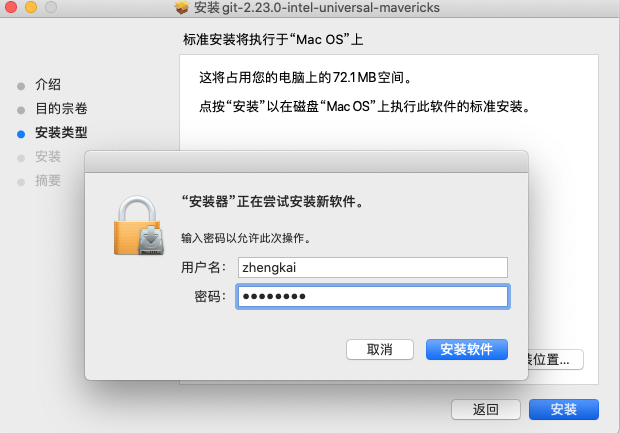 安装git-2.23.0-intel-universal-mavericks
标准安装将执行于“Mac OS”上
这将占用您的电脑上的72.1 MB空间。
点按“安装”以在磁盘“Mac OS”上执行此软件的标准安装。
介绍
目的宗卷
安装类型
安装
摘要
“安装器”正在尝试安装新软件。
输入密码以允许此次操作。
用户名: zhengkai
密码: ●●●●●●●●
取消 安装软件
位置...
返回 安装